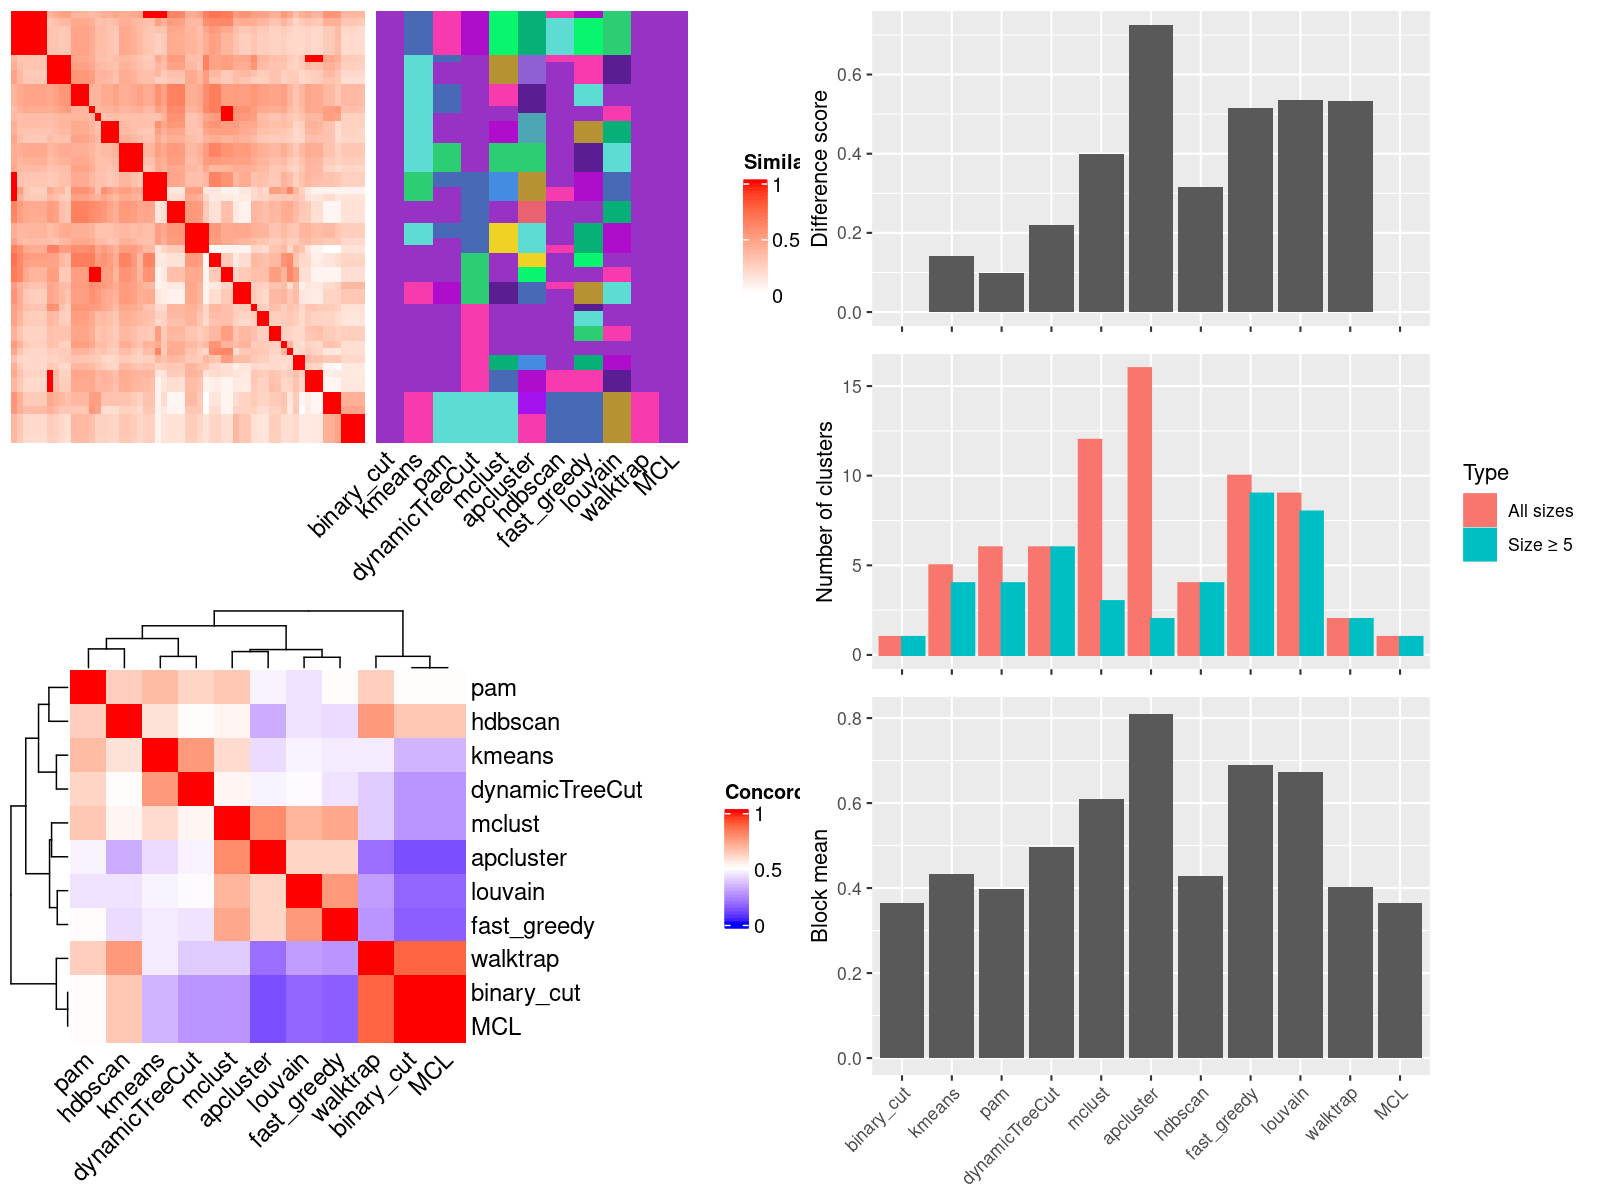 Simila
1
0.5
0
binary_cut
kmeans
pam
dynamicTreeCut
mclust
apcluster
hdbscan
fast_greedy
louvain
walktrap
MCL
pam
hdbscan
kmeans
dynamicTreeCut
mclust
apcluster
louvain
fast_greedy
walktrap
binary_cut
MCL
Concord
1
0.5
0
pam
hdbscan
kmeans
dynamicTreeCut
mclust
apcluster
louvain
fast_greedy
walktrap
binary_cut
MCL
Difference score
0.6
0.4
0.2
0.0
Number of clusters
15
10
5
0
Type
All sizes
Size ≥ 5
Block mean
0.8
0.6
0.4
0.2
0.0
binary_cut
kmeans
pam
dynamicTreeCut
mclust
apcluster
hdbscan
fast_greedy
louvain
walktrap
MCL